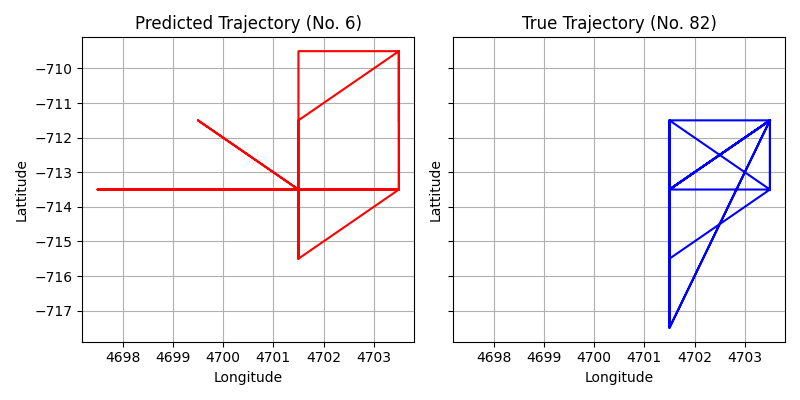 Predicted Trajectory (No. 6)
True Trajectory (No. 82)
Lattitude
−710
−711
−712
−713
−714
−715
−716
−717
4698 4699 4700 4701 4702 4703
Longitude
Lattitude
4698 4699 4700 4701 4702 4703
Longitude